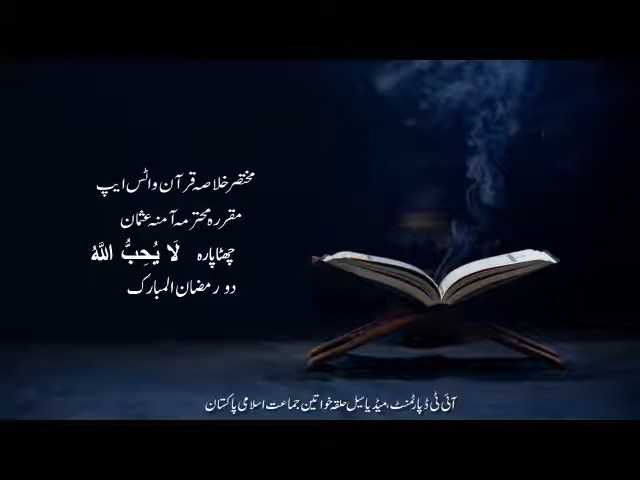 مختصر خلاصہ قرآن واٹس ایپ
مقررہ محترمہ آمنہ عثمان
چھٹا پارہ لَا يُحِبُّ اللّٰهُ
دو رمضان المبارک
آئی ٹی ڈپارٹمنٹ، میڈیا سیل حلقہ خواتین جماعت اسلامی پاکستان